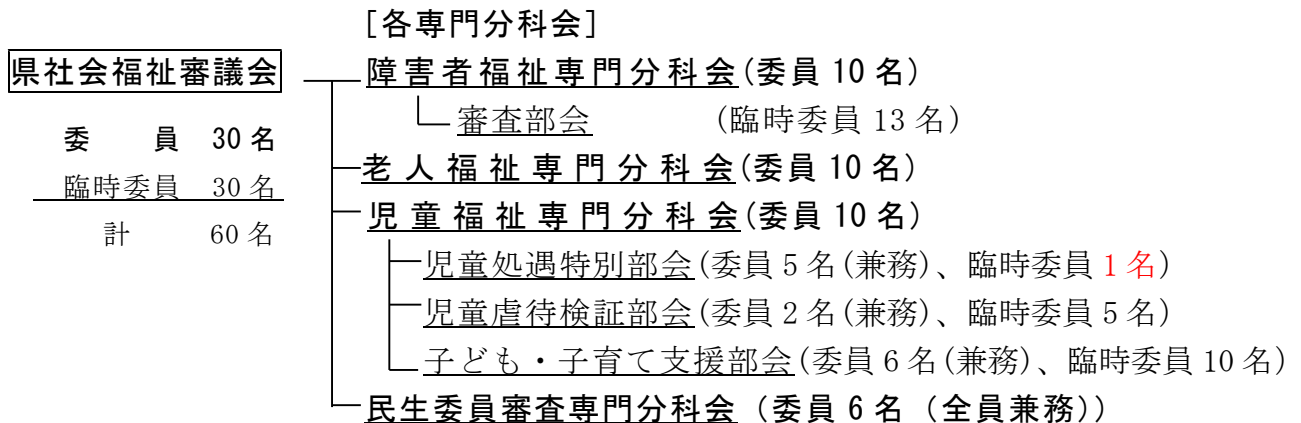 [各専門分科会]
県社会福祉審議会
障害者福祉専門分科会(委員 10 名)
審査部会 (臨時委員 13 名)
委 員 30 名
老人福祉専門分科会(委員 10 名)
臨時委員 30 名
児童福祉専門分科会(委員 10 名)
計 60 名
児童処遇特別部会(委員 5 名(兼務)、臨時委員 1 名)
児童虐待検証部会(委員 2 名(兼務)、臨時委員 5 名)
子ども・子育て支援部会(委員 6 名(兼務)、臨時委員 10 名)
民生委員審査専門分科会 (委員 6 名 (全員兼務))